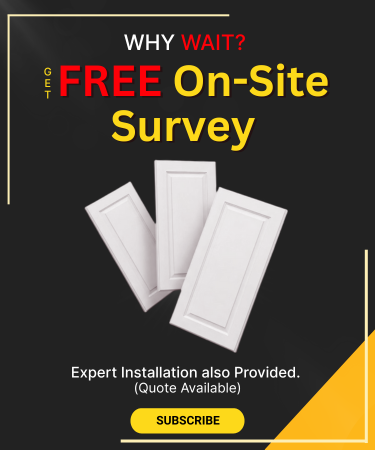 WHY WAIT?
GET FREE On-Site
Survey
Expert Installation also Provided.
(Quote Available)
SUBSCRIBE